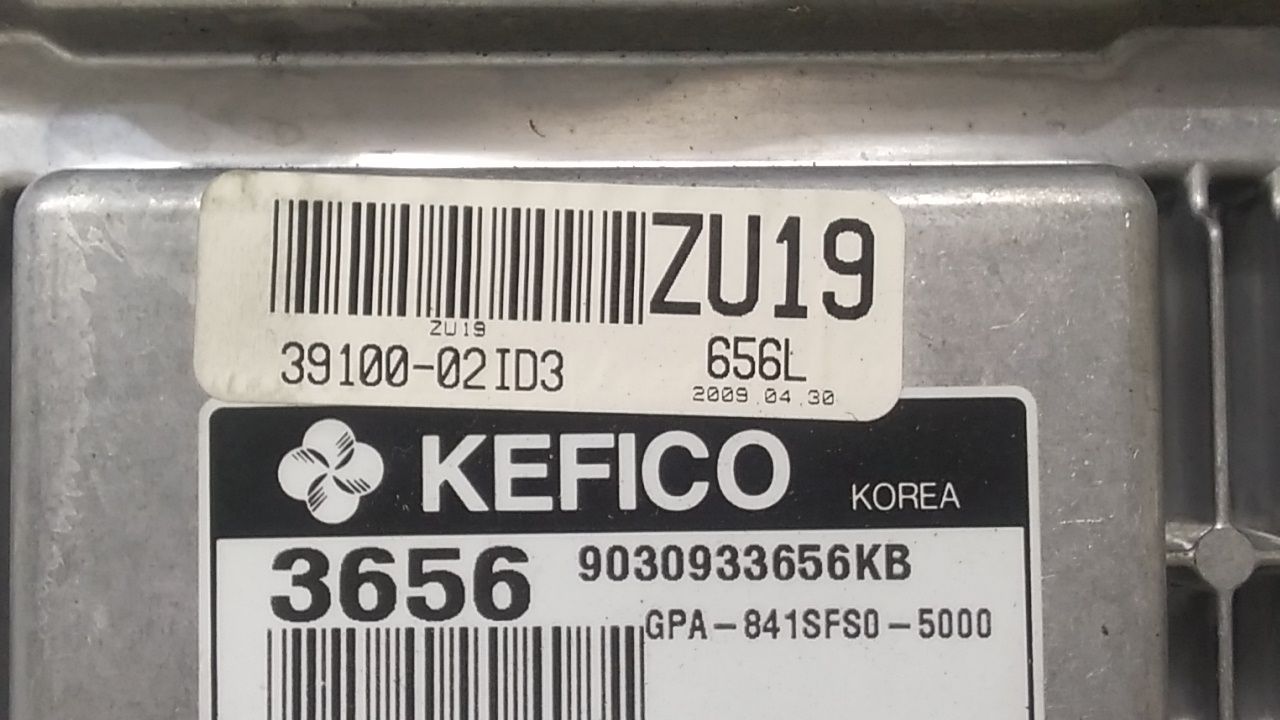 ZU19
ZU19
39100-02ID3 656L
2009.04.30
KEFICO KOREA
3656 9030933656KB
GPA-841SFS0-5000